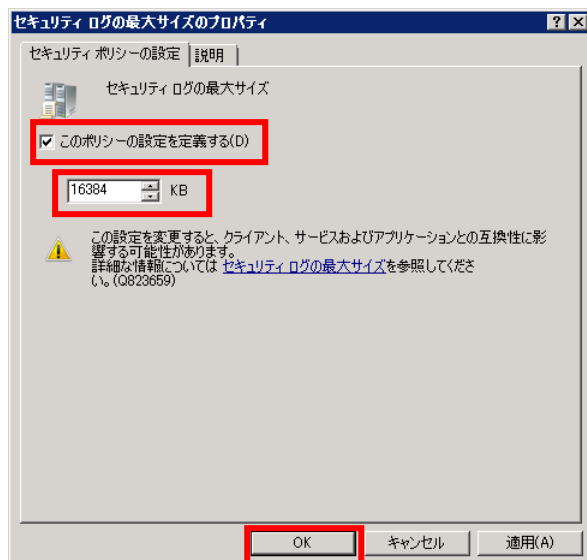 セキュリティ ログの最大サイズのプロパティ
セキュリティ ポリシーの設定 説明
セキュリティ ログの最大サイズ
このポリシーの設定を定義する(D)
16384 KB
この設定を変更すると、クライアント、サービスおよびアプリケーションとの互換性に影
響する可能性があります。
詳細な情報については セキュリティ ログの最大サイズを参照してくださ
い。(Q823659)
OK キャンセル 適用(A)